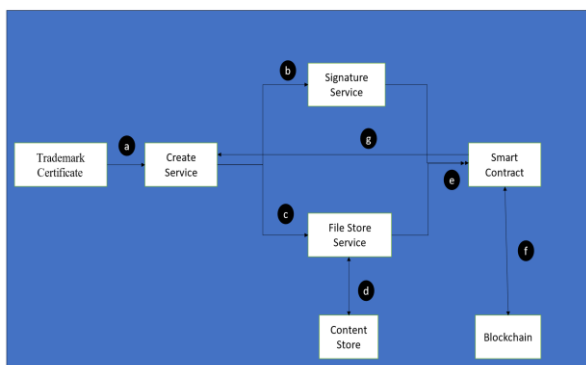 b
Signature
Service
a
g
Trademark
Certificate
Create
Service
Smart
Contract
e
c
File Store
Service
f
d
Content
Store
Blockchain